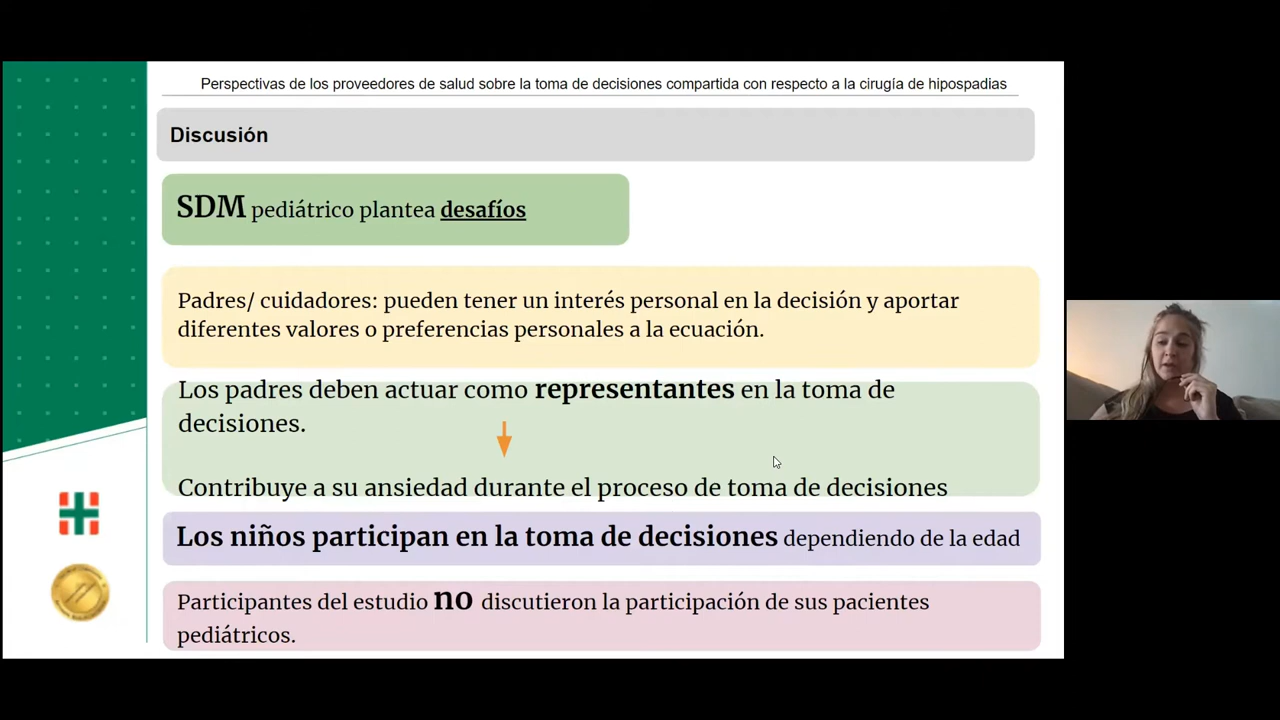 Perspectivas de los proveedores de salud sobre la toma de decisiones compartida con respecto a la cirugía de hipospadias
Discusión
SDM pediátrico plantea desafíos
Padres/ cuidadores: pueden tener un interés personal en la decisión y aportar
diferentes valores o preferencias personales a la ecuación.
Los padres deben actuar como representantes en la toma de
decisiones.
Contribuye a su ansiedad durante el proceso de toma de decisiones
Los niños participan en la toma de decisiones dependiendo de la edad
Participantes del estudio no discutieron la participación de sus pacientes
pediátricos.